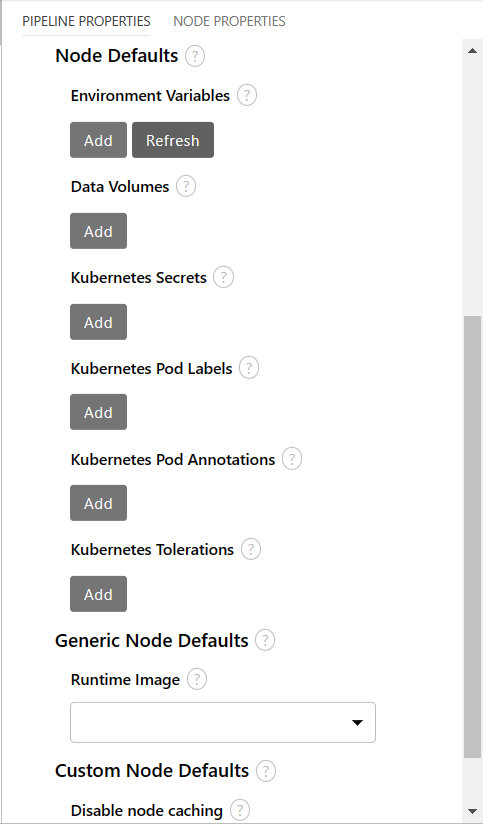 PIPELINE PROPERTIES NODE PROPERTIES
Node Defaults ?
Environment Variables ?
Add Refresh
Data Volumes ?
Add
Kubernetes Secrets ?
Add
Kubernetes Pod Labels ?
Add
Kubernetes Pod Annotations ?
Add
Kubernetes Tolerations ?
Add
Generic Node Defaults ?
Runtime Image ?
Custom Node Defaults ?
Disable node caching ?